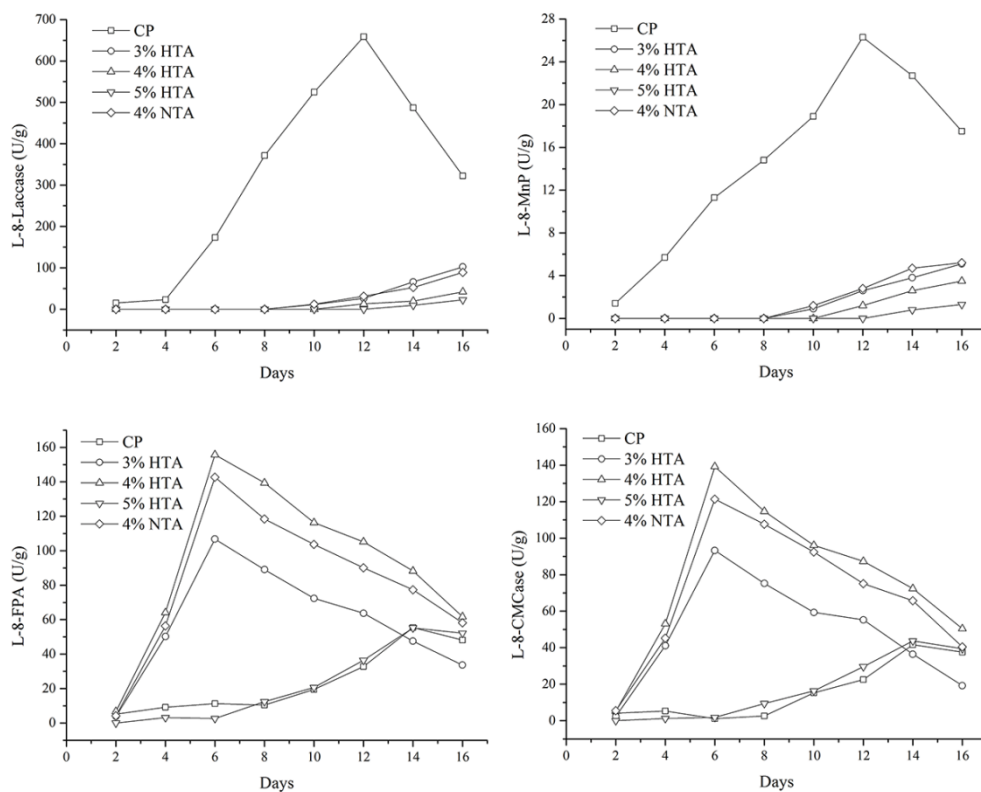 L-8-Laccase (U/g)
700
600
500
400
300
200
100
0
CP
3% HTA
4% HTA
5% HTA
4% NTA
0 2 4 6 8 10 12 14 16
Days
L-8-MnP (U/g)
28
24
20
16
12
8
4
0
CP
3% HTA
4% HTA
5% HTA
4% NTA
0 2 4 6 8 10 12 14 16
Days
L-8-FPA (U/g)
160
140
120
100
80
60
40
20
0
CP
3% HTA
4% HTA
5% HTA
4% NTA
0 2 4 6 8 10 12 14 16
Days
L-8-CMCase (U/g)
160
140
120
100
80
60
40
20
0
CP
3% HTA
4% HTA
5% HTA
4% NTA
0 2 4 6 8 10 12 14 16
Days